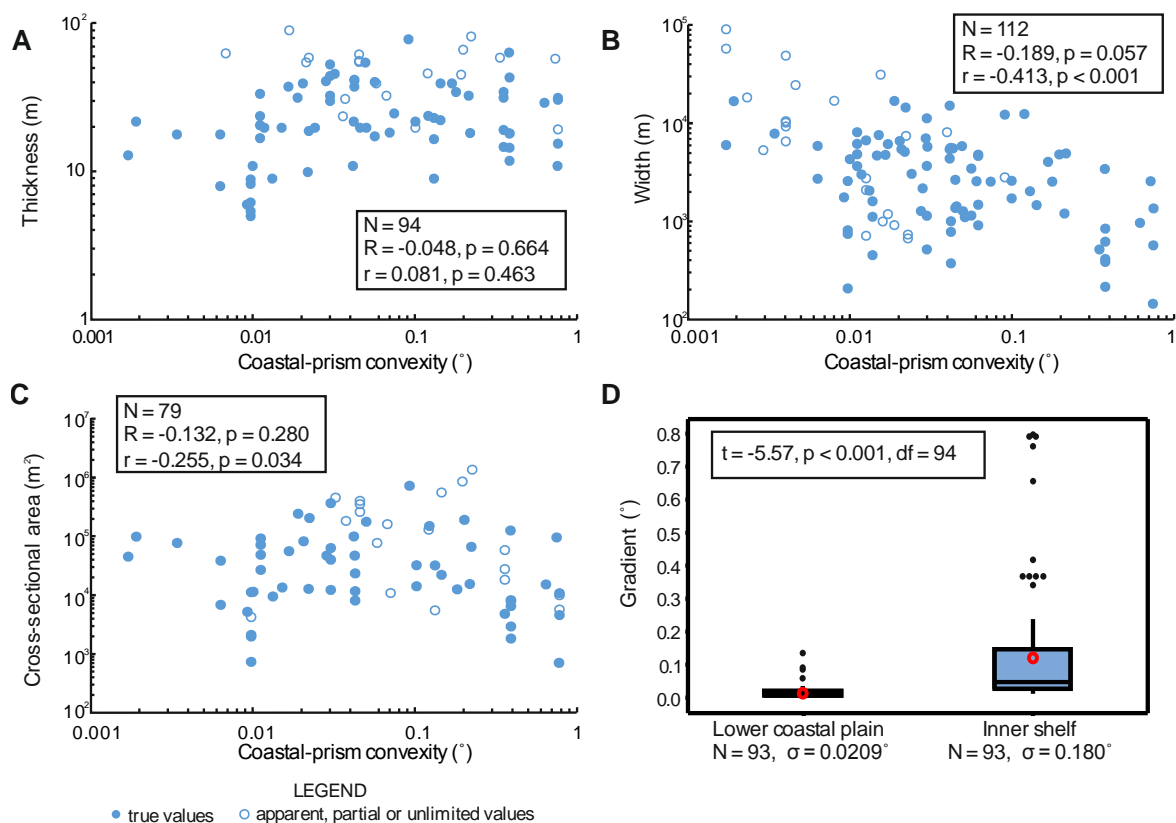 A
Thickness (m)
10²
10
1
N = 94
R = -0.048, p = 0.664
r = 0.081, p = 0.463
0.001
0.01
0.1
1
Coastal-prism convexity (°)
B
Width (m)
10⁵
10⁴
10³
10²
N = 112
R = -0.189, p = 0.057
r = -0.413, p < 0.001
0.001
0.01
0.1
1
Coastal-prism convexity (°)
C
Cross-sectional area (m²)
10⁷
10⁶
10⁵
10⁴
10³
10²
N = 79
R = -0.132, p = 0.280
r = -0.255, p = 0.034
0.001
0.01
0.1
1
Coastal-prism convexity (°)
D
Gradient (°)
0.8
0.7
0.6
0.5
0.4
0.3
0.2
0.1
0.0
t = -5.57, p < 0.001, df = 94
Lower coastal plain
N = 93, σ = 0.0209°
Inner shelf
N = 93, σ = 0.180°
LEGEND
true values
apparent, partial or unlimited values